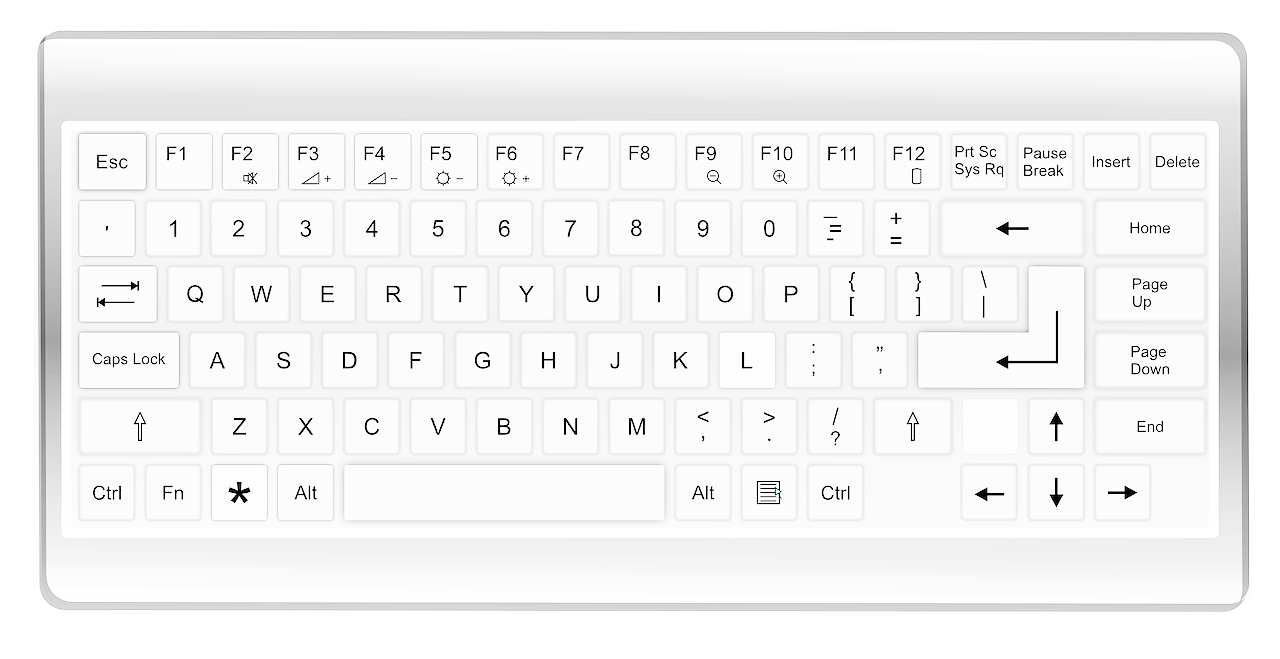 Esc F1 F2 F3 + F4 − F5 − F6 + F7 F8 F9 F10 F11 F12 Prt Sc Sys Rq Pause Break Insert Delete
' 1 2 3 4 5 6 7 8 9 0 _ = - + = ← Home
Q W E R T Y U I O P { [ } ] \ | Page Up
Caps Lock A S D F G H J K L : ; " , Page Down
⇧ Z X C V B N M < , > . / ? ⇧ ↑ End
Ctrl Fn * Alt Alt Ctrl ← ↓ →